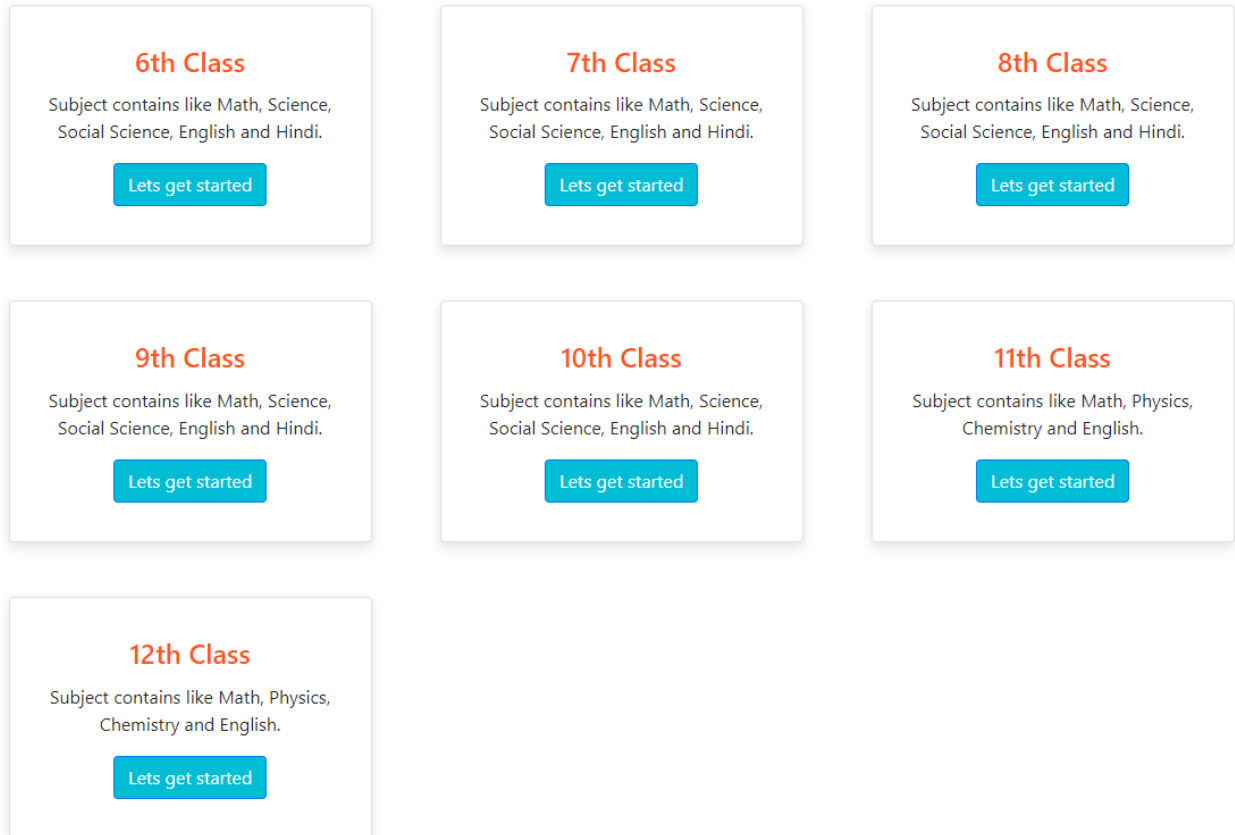 6th Class
Subject contains like Math, Science,
Social Science, English and Hindi.
Lets get started
7th Class
Subject contains like Math, Science,
Social Science, English and Hindi.
Lets get started
8th Class
Subject contains like Math, Science,
Social Science, English and Hindi.
Lets get started
9th Class
Subject contains like Math, Science,
Social Science, English and Hindi.
Lets get started
10th Class
Subject contains like Math, Science,
Social Science, English and Hindi.
Lets get started
11th Class
Subject contains like Math, Physics,
Chemistry and English.
Lets get started
12th Class
Subject contains like Math, Physics,
Chemistry and English.
Lets get started